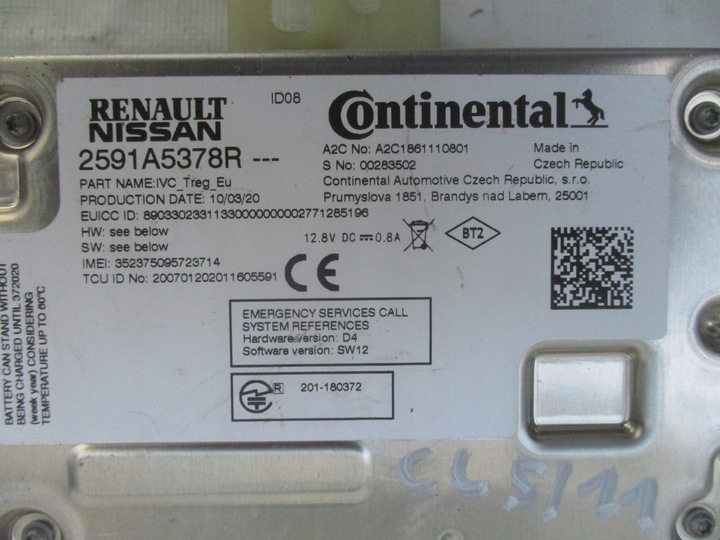 RENAULT
NISSAN
ID08
Continental
2591A5378R ---
A2C No: A2C1861110801
S No: 00283502
Made in
Czech Republic
PART NAME:IVC_Treg_Eu
Continental Automotive Czech Republic, s.r.o.
PRODUCTION DATE: 10/03/20
Prumyslova 1851, Brandys nad Labem, 25001
EUICC ID: 89033023311330000000002771285196
HW: see below
12.8V DC 0.8A
BT2
SW: see below
IMEI: 352375095723714
CE
TCU ID No: 200701202011605591
EMERGENCY SERVICES CALL
SYSTEM REFERENCES
Hardware version: D4
Software version: SW12
R 201-180372
BATTERY CAN STAND WITHOUT
BEING CHARGED UNTIL 372020
(week year) CONSIDERING
TEMPERATURE UP TO 60°C
CL5/11